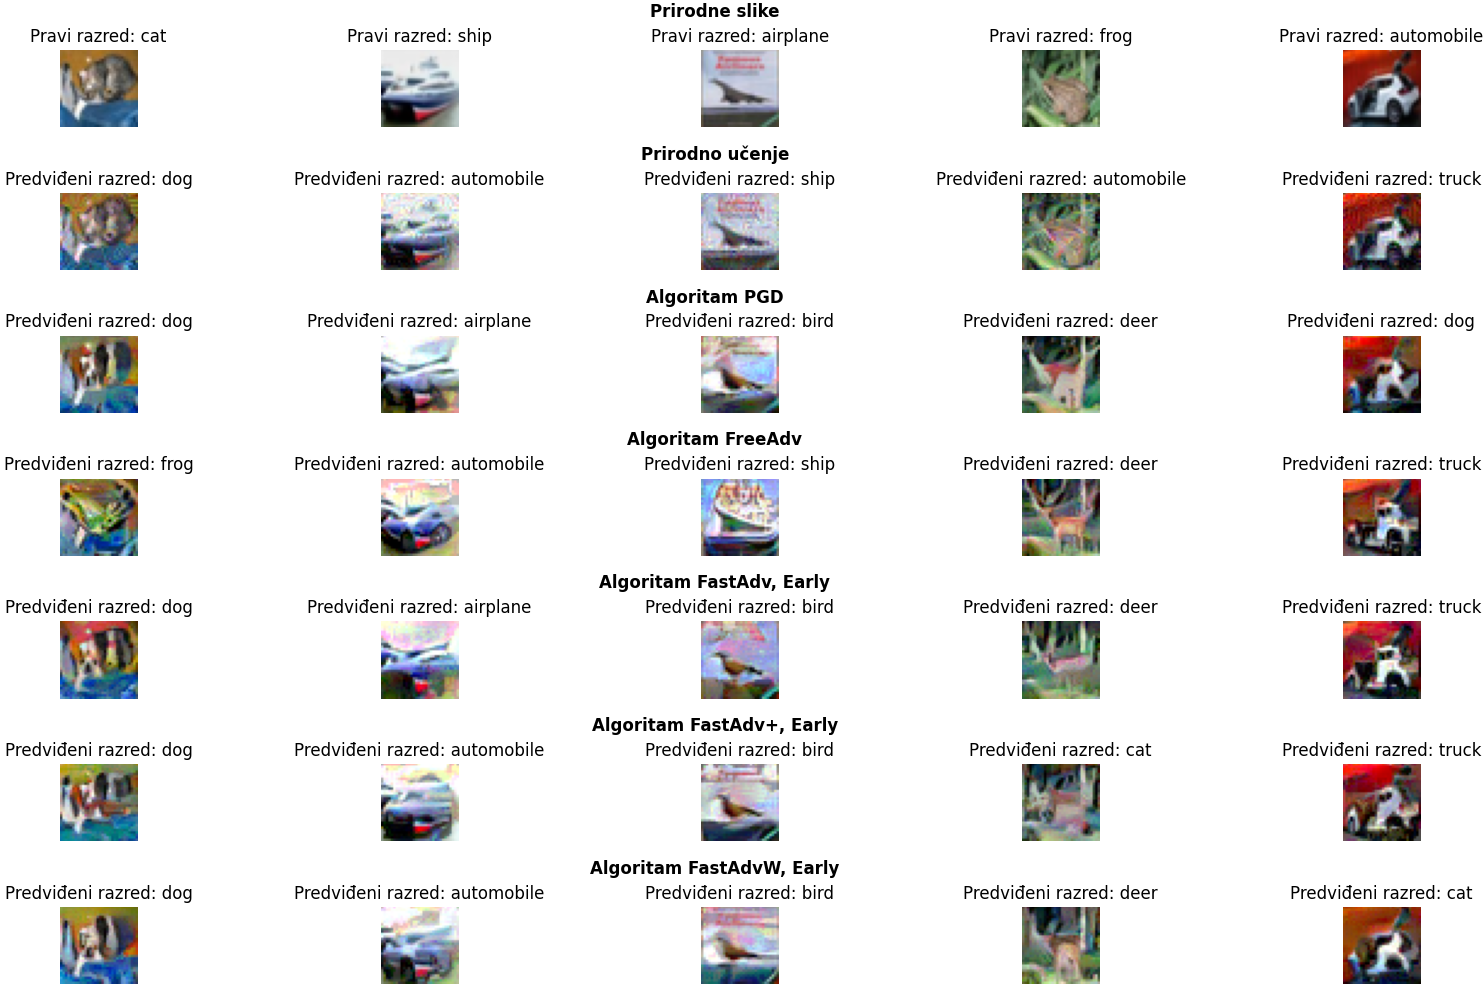 Prirodne slike
Pravi razred: cat Pravi razred: ship Pravi razred: airplane Pravi razred: frog Pravi razred: automobile
Prirodno učenje
Predviđeni razred: dog Predviđeni razred: automobile Predviđeni razred: ship Predviđeni razred: automobile Predviđeni razred: truck
Algoritam PGD
Predviđeni razred: dog Predviđeni razred: airplane Predviđeni razred: bird Predviđeni razred: deer Predviđeni razred: dog
Algoritam FreeAdv
Predviđeni razred: frog Predviđeni razred: automobile Predviđeni razred: ship Predviđeni razred: deer Predviđeni razred: truck
Algoritam FastAdv, Early
Predviđeni razred: dog Predviđeni razred: airplane Predviđeni razred: bird Predviđeni razred: deer Predviđeni razred: truck
Algoritam FastAdv+, Early
Predviđeni razred: dog Predviđeni razred: automobile Predviđeni razred: bird Predviđeni razred: cat Predviđeni razred: truck
Algoritam FastAdvW, Early
Predviđeni razred: dog Predviđeni razred: automobile Predviđeni razred: bird Predviđeni razred: deer Predviđeni razred: cat